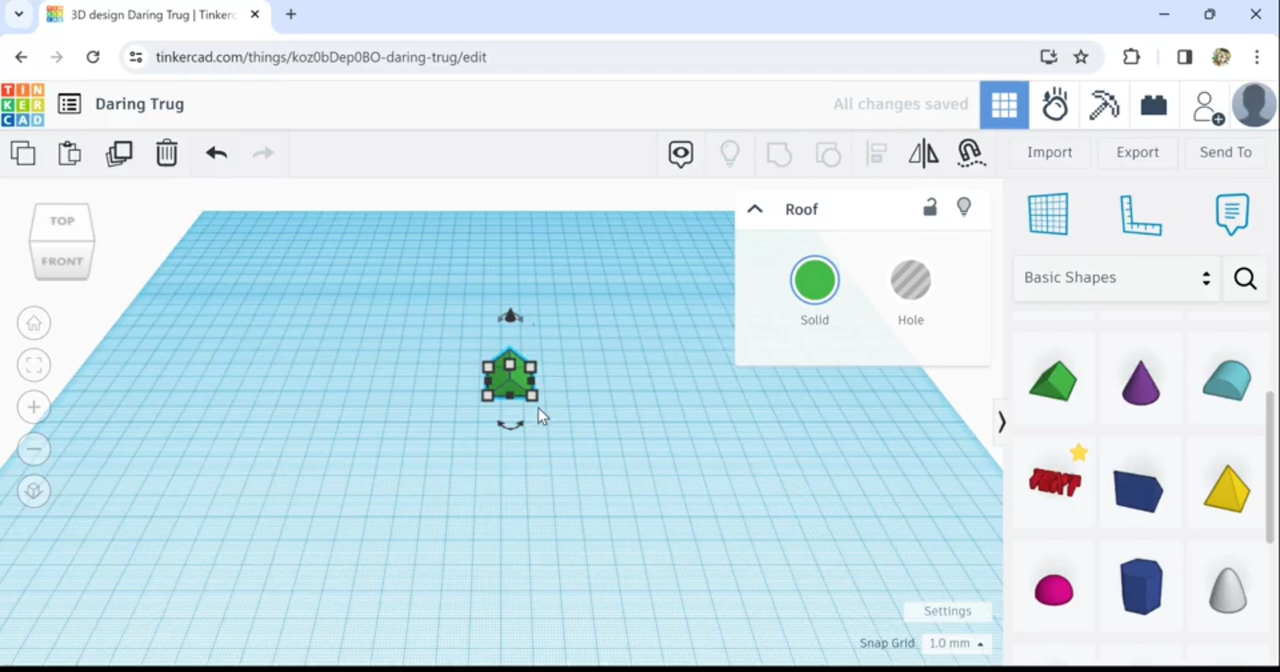 3D design Daring Trug | Tinkerc
tinkercad.com/things/koz0bDep0BO-daring-trug/edit
TIN
KER
CAD
Daring Trug
All changes saved
Import
Export
Send To
TOP
FRONT
Roof
Solid
Hole
Basic Shapes
TEXT
Settings
Snap Grid
1.0 mm